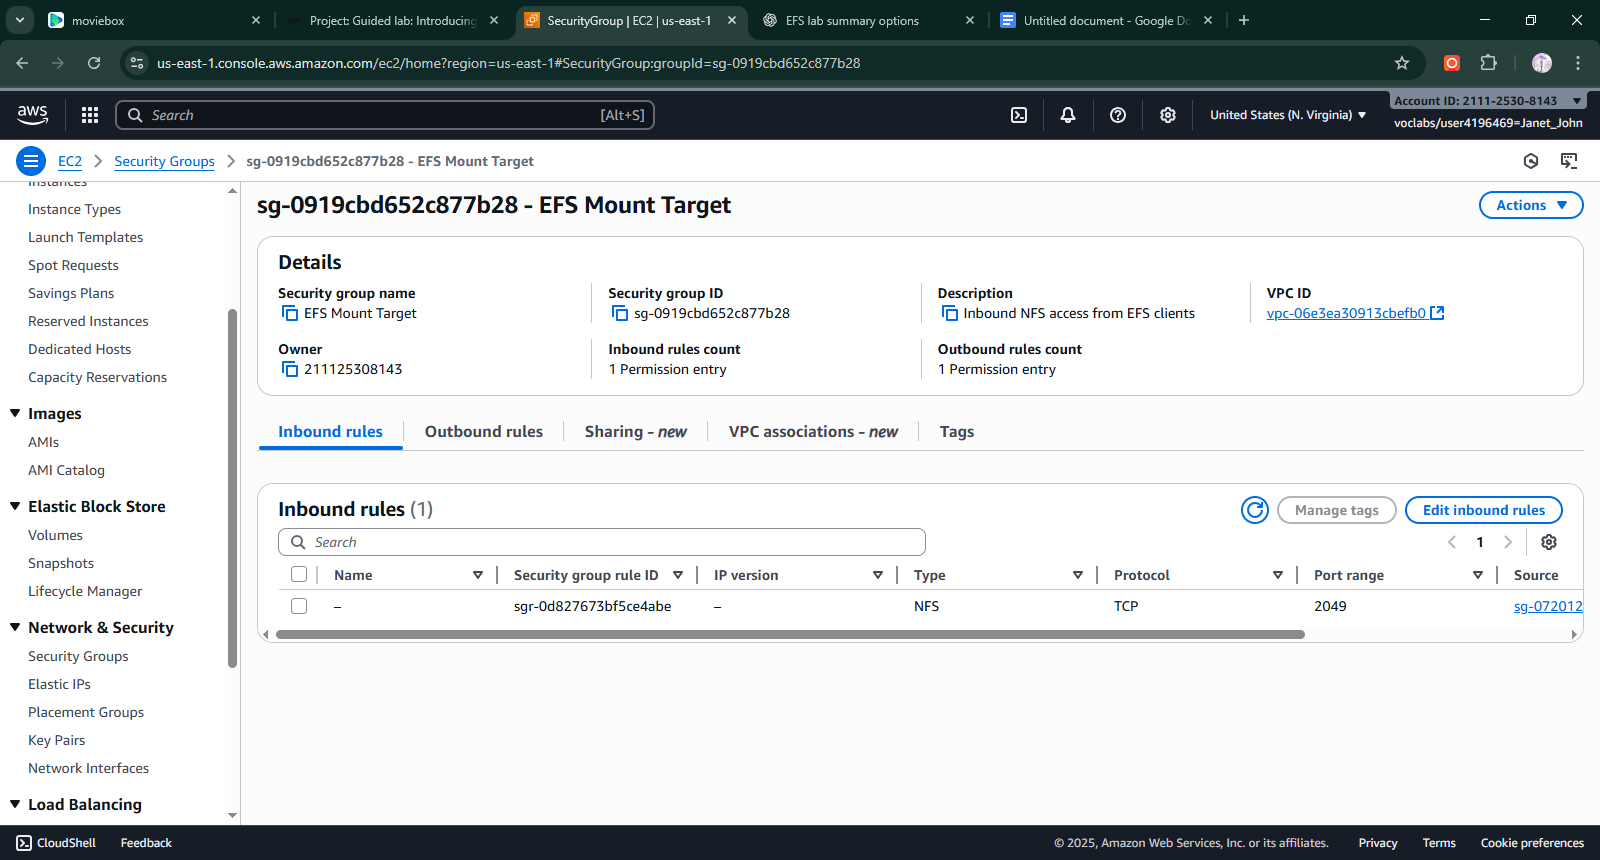 moviebox
Project: Guided lab: Introducing
SecurityGroup | EC2 | us-east-1
EFS lab summary options
Untitled document - Google Do
us-east-1.console.aws.amazon.com/ec2/home?region=us-east-1#SecurityGroup:groupId=sg-0919cbd652c877b28
aws
Search
[Alt+S]
United States (N. Virginia)
Account ID: 2111-2530-8143
voclabs/user4196469=Janet_John
EC2
Security Groups
sg-0919cbd652c877b28 - EFS Mount Target
Instances
Instance Types
Launch Templates
Spot Requests
Savings Plans
Reserved Instances
Dedicated Hosts
Capacity Reservations
Images
AMIs
AMI Catalog
Elastic Block Store
Volumes
Snapshots
Lifecycle Manager
Network & Security
Security Groups
Elastic IPs
Placement Groups
Key Pairs
Network Interfaces
Load Balancing
sg-0919cbd652c877b28 - EFS Mount Target
Actions
Details
Security group name
EFS Mount Target
Security group ID
sg-0919cbd652c877b28
Description
Inbound NFS access from EFS clients
VPC ID
vpc-06e3ea30913cbefb0
Owner
211125308143
Inbound rules count
1 Permission entry
Outbound rules count
1 Permission entry
Inbound rules
Outbound rules
Sharing - new
VPC associations - new
Tags
Inbound rules (1)
Manage tags
Edit inbound rules
Search
1
Name
Security group rule ID
IP version
Type
Protocol
Port range
Source
–
sgr-0d827673bf5ce4abe
–
NFS
TCP
2049
sg-072012
CloudShell
Feedback
© 2025, Amazon Web Services, Inc. or its affiliates.
Privacy
Terms
Cookie preferences